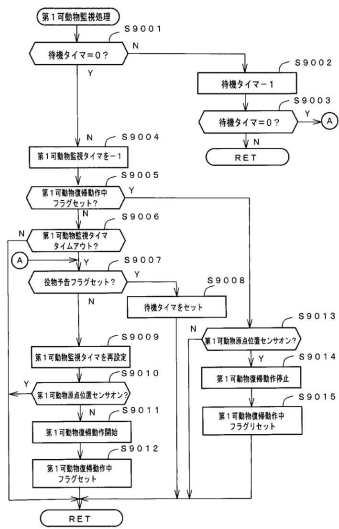 第1可動物監視処理
S9001
待機タイマ=0?
N
Y
S9002
待機タイマ-1
S9003
待機タイマ=0?
Y
A
N
RET
N
S9004
第1可動物監視タイマを-1
S9005
第1可動物復帰動作中
フラグセット?
Y
N
S9006
N
第1可動物監視タイマ
タイムアウト?
A
Y
S9007
役物予告フラグセット?
Y
N
S9008
待機タイマをセット
S9009
第1可動物監視タイマを再設定
S9010
Y
第1可動物原点位置センサオン?
N
S9011
第1可動物復帰動作開始
S9012
第1可動物復帰動作中
フラグセット
S9013
N
第1可動物原点位置センサオン?
Y
S9014
第1可動物復帰動作停止
S9015
第1可動物復帰動作中
フラグリセット
RET